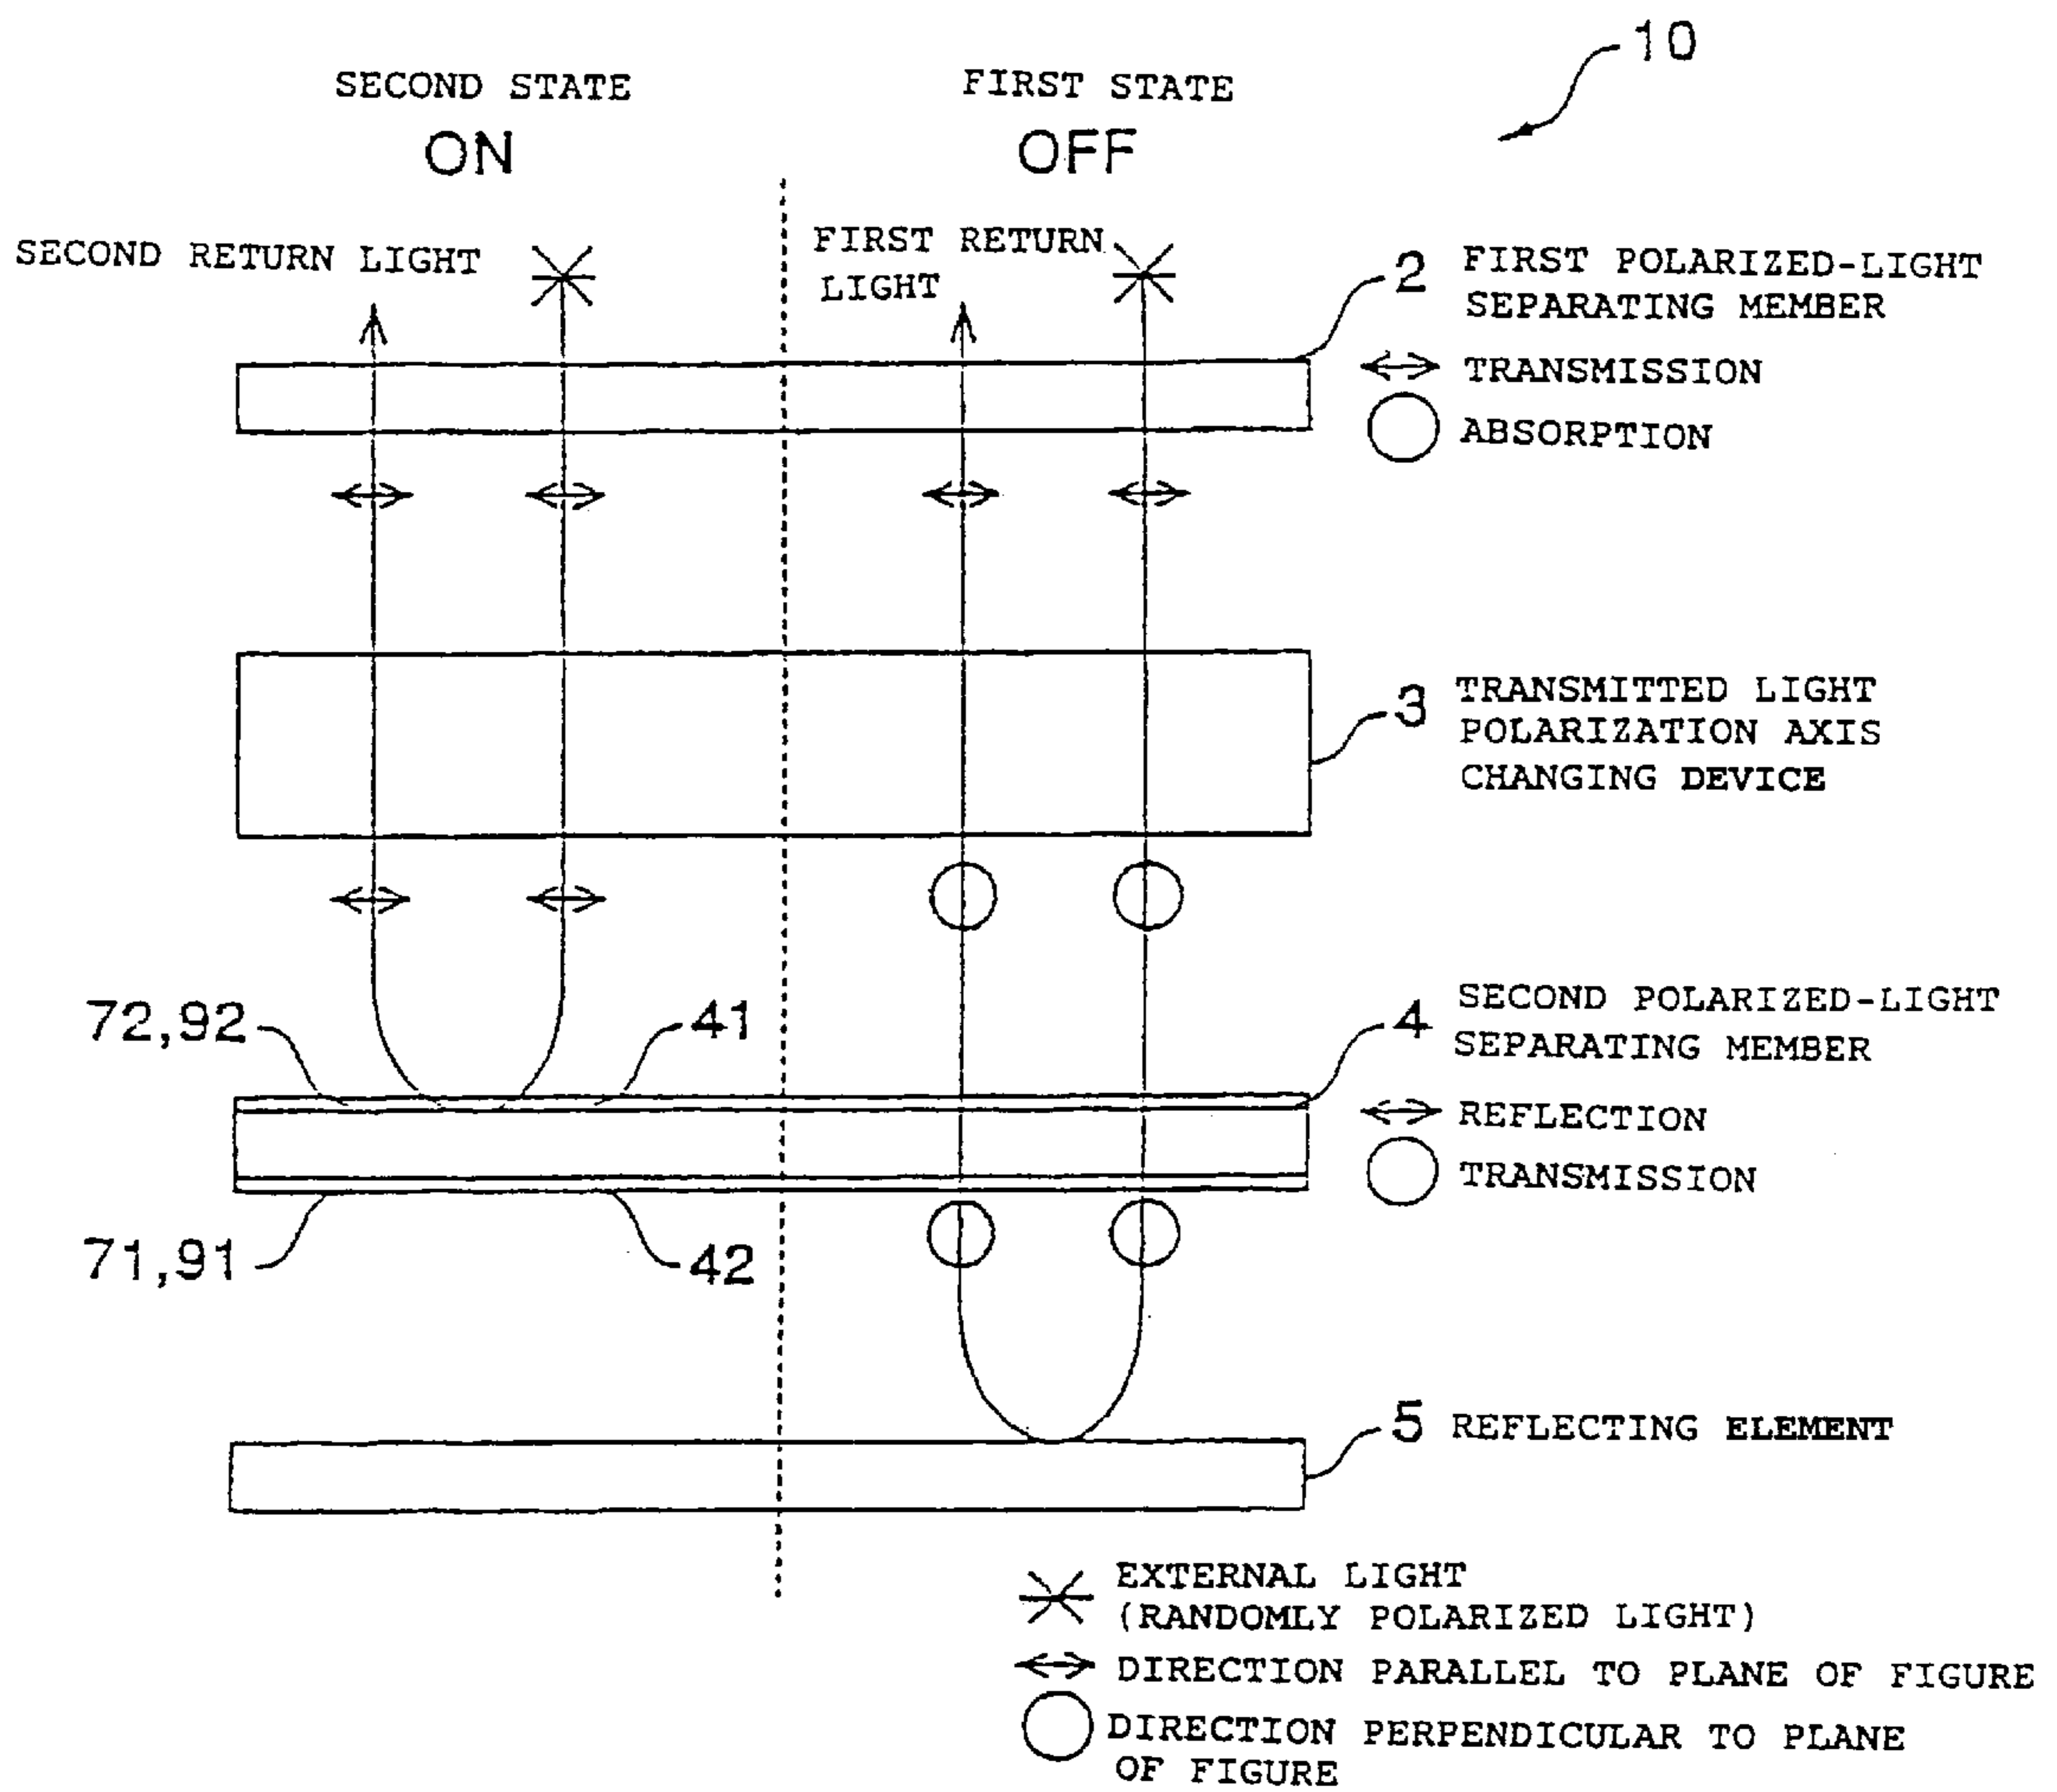 10
SECOND STATE
ON
FIRST STATE
OFF
SECOND RETURN LIGHT
FIRST RETURN
LIGHT
2 FIRST POLARIZED-LIGHT
SEPARATING MEMBER
TRANSMISSION
ABSORPTION
3 TRANSMITTED LIGHT
POLARIZATION AXIS
CHANGING DEVICE
72,92
41
4 SECOND POLARIZED-LIGHT
SEPARATING MEMBER
REFLECTION
TRANSMISSION
71,91
42
5 REFLECTING ELEMENT
EXTERNAL LIGHT
(RANDOMLY POLARIZED LIGHT)
DIRECTION PARALLEL TO PLANE OF FIGURE
DIRECTION PERPENDICULAR TO PLANE
OF FIGURE